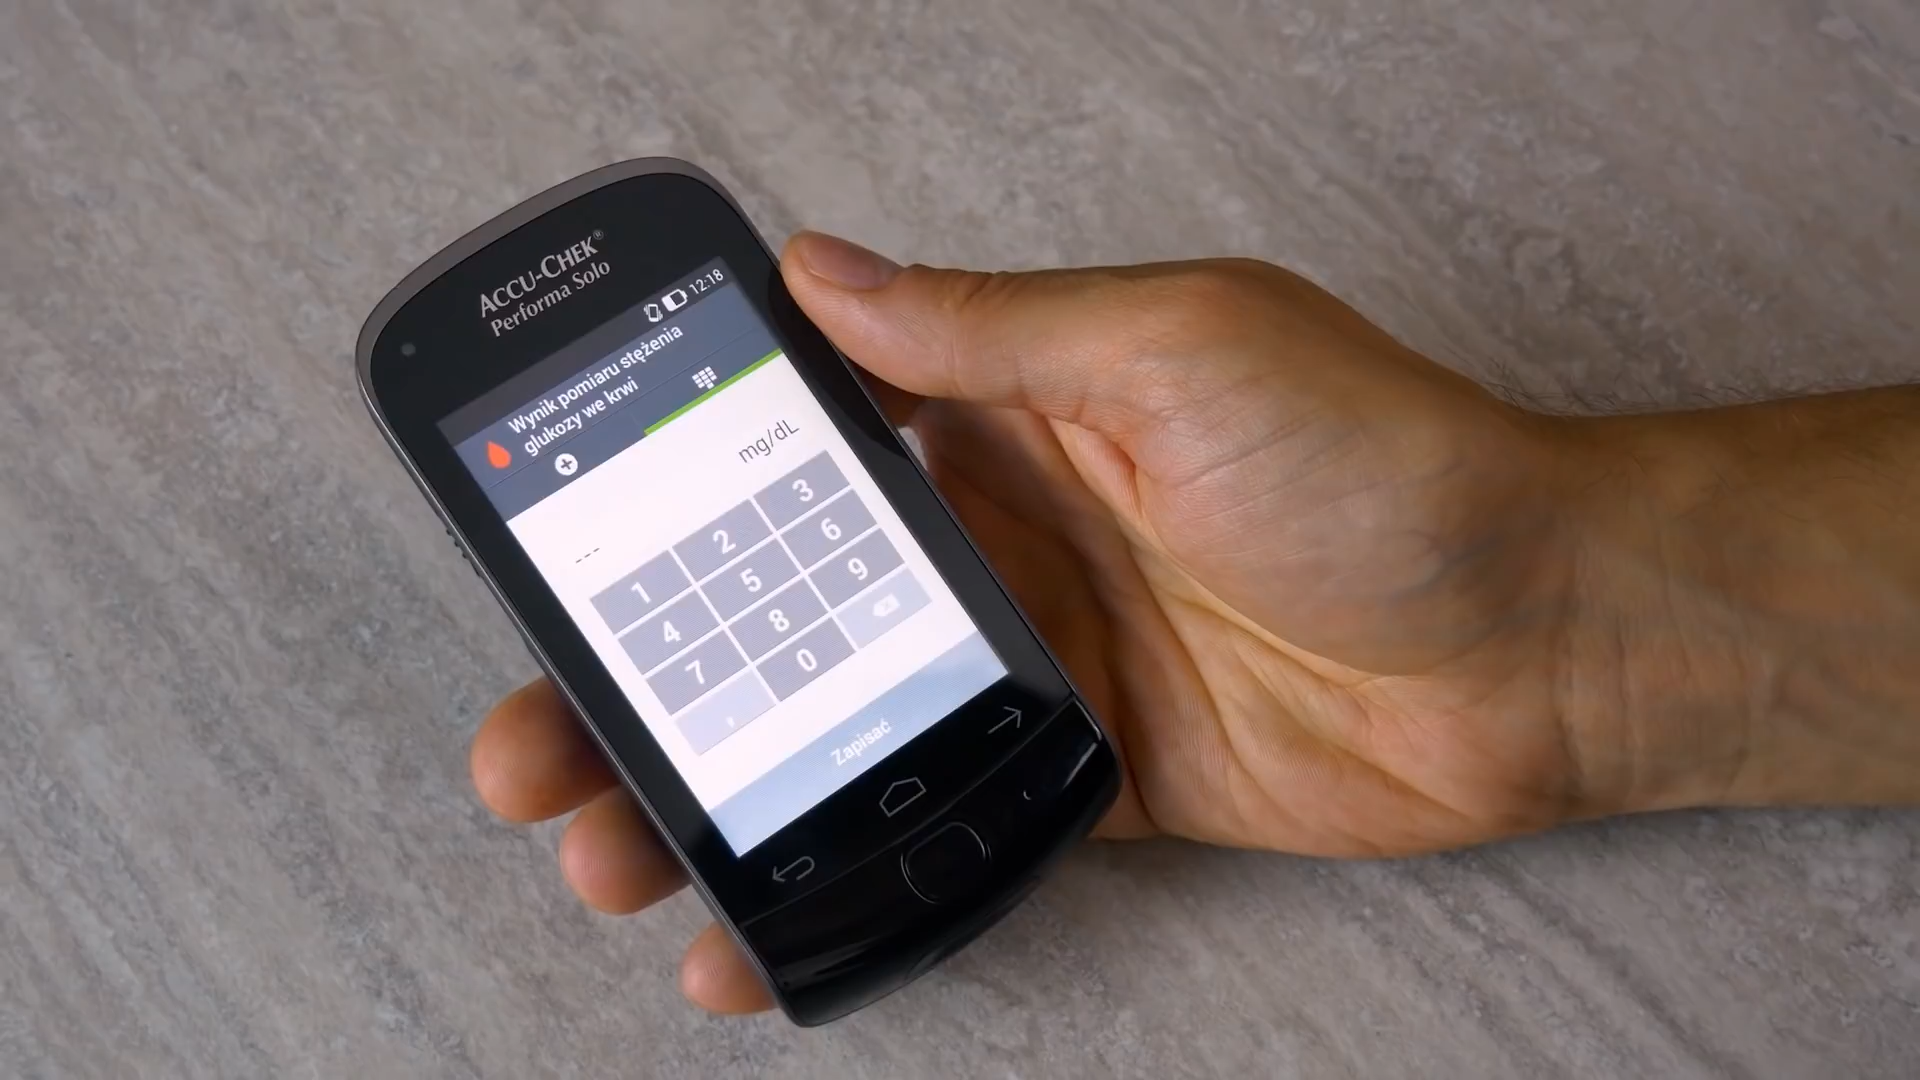 ACCU-CHEK®
Performa Solo
12:18
Wynik pomiaru stężenia
glukozy we krwi
mg/dL
---
1 2 3
4 5 6
7 8 9
, 0
Zapisać